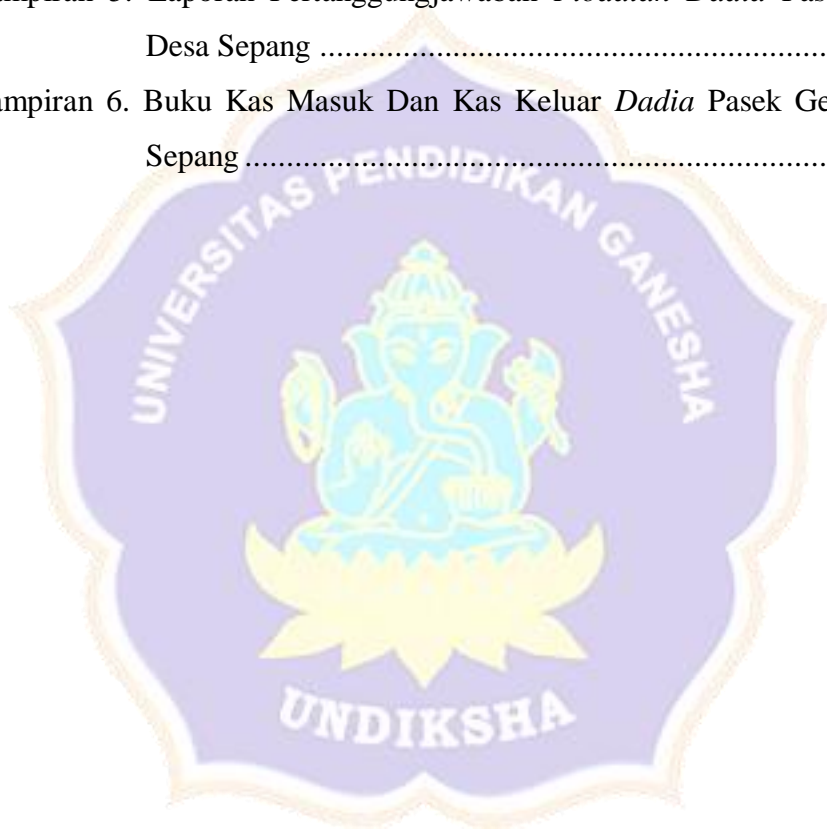 Desa Sepang ..............................................................
ampiran 6. Buku Kas Masuk Dan Kas Keluar Dadia Pasek Ge
Sepang .......................................................................
UNIVERSITAS PENDIDIKAN GANESHA
UNDIKSHA